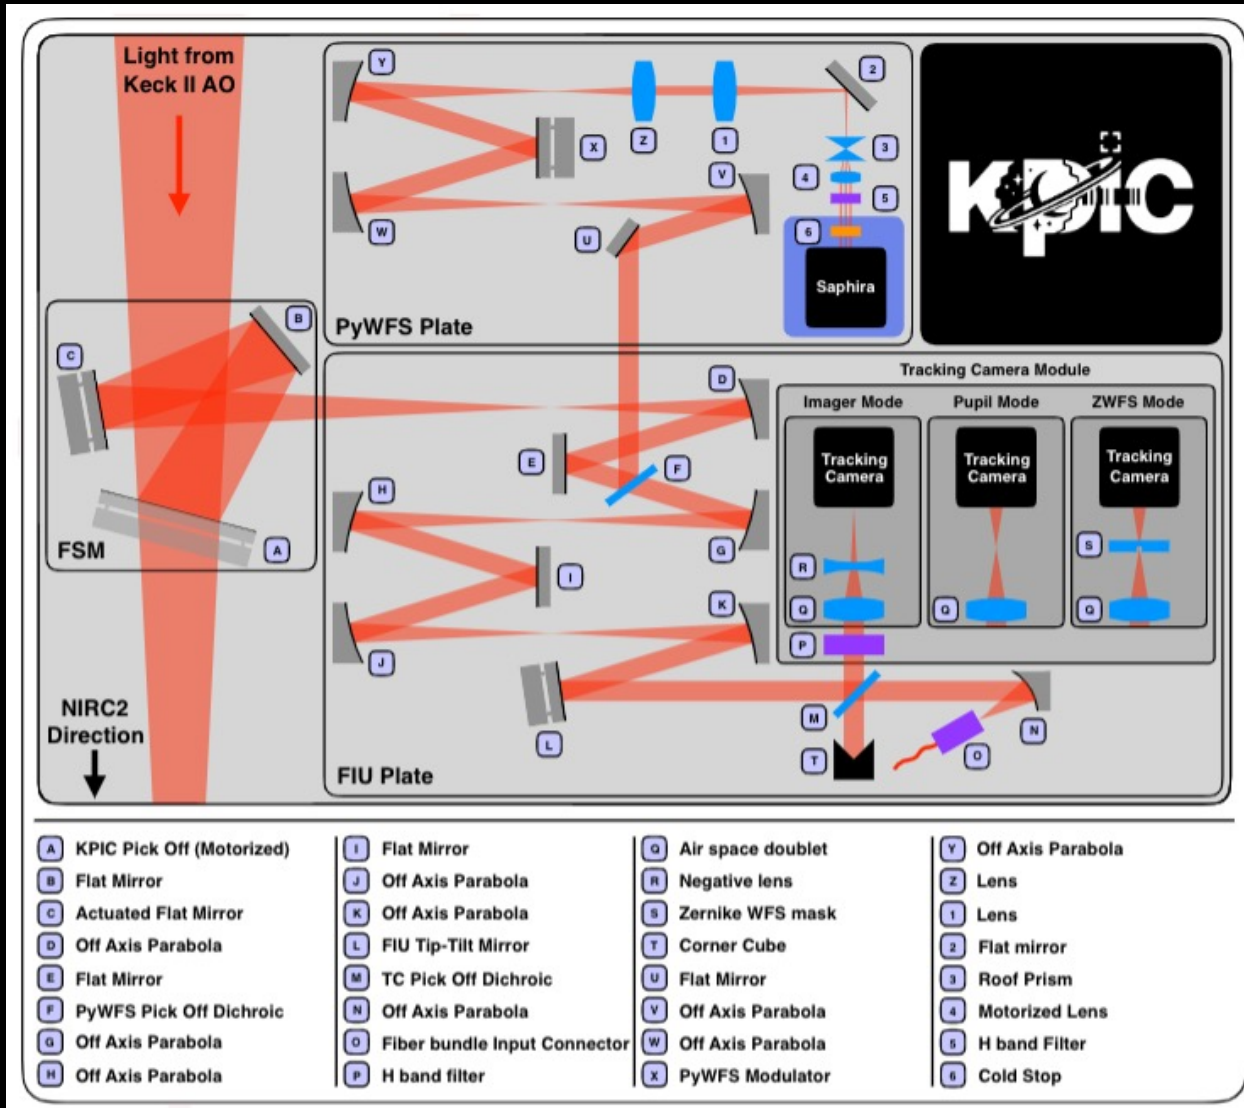 Light from
Keck II AO
Y
2
Z
1
3
X
4
V
5
W
U
6
Saphira
KPIC
PyWFS Plate
B
C
A
FSM
NIRC2
Direction
D
E
F
H
G
I
K
J
L
M
N
O
T
FIU Plate
Tracking Camera Module
Imager Mode
Pupil Mode
ZWFS Mode
Tracking
Camera
Tracking
Camera
Tracking
Camera
R
Q
P
Q
S
Q
A KPIC Pick Off (Motorized)
B Flat Mirror
C Actuated Flat Mirror
D Off Axis Parabola
E Flat Mirror
F PyWFS Pick Off Dichroic
G Off Axis Parabola
H Off Axis Parabola
I Flat Mirror
J Off Axis Parabola
K Off Axis Parabola
L FIU Tip-Tilt Mirror
M TC Pick Off Dichroic
N Off Axis Parabola
O Fiber bundle Input Connector
P H band filter
Q Air space doublet
R Negative lens
S Zernike WFS mask
T Corner Cube
U Flat Mirror
V Off Axis Parabola
W Off Axis Parabola
X PyWFS Modulator
Y Off Axis Parabola
Z Lens
1 Lens
2 Flat mirror
3 Roof Prism
4 Motorized Lens
5 H band Filter
6 Cold Stop